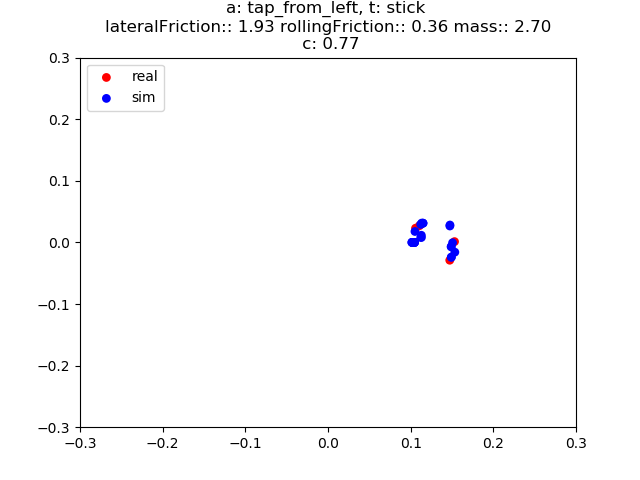 a: tap_from_left, t: stick
lateralFriction:: 1.93 rollingFriction:: 0.36 mass:: 2.70
c: 0.77
real
sim
0.3
0.2
0.1
0.0
−0.1
−0.2
−0.3
−0.3 −0.2 −0.1 0.0 0.1 0.2 0.3